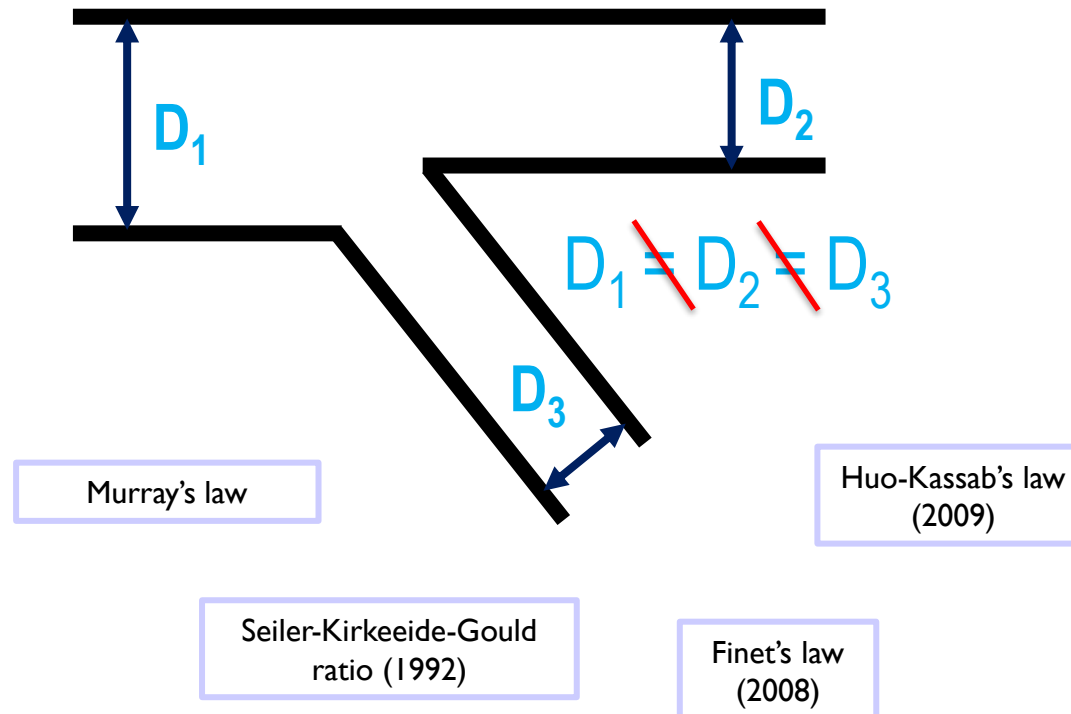 D₁
D₂
D₁ = D₂ = D₃
D₃
Murray’s law
Huo-Kassab’s law
(2009)
Seiler-Kirkeeide-Gould
ratio (1992)
Finet’s law
(2008)